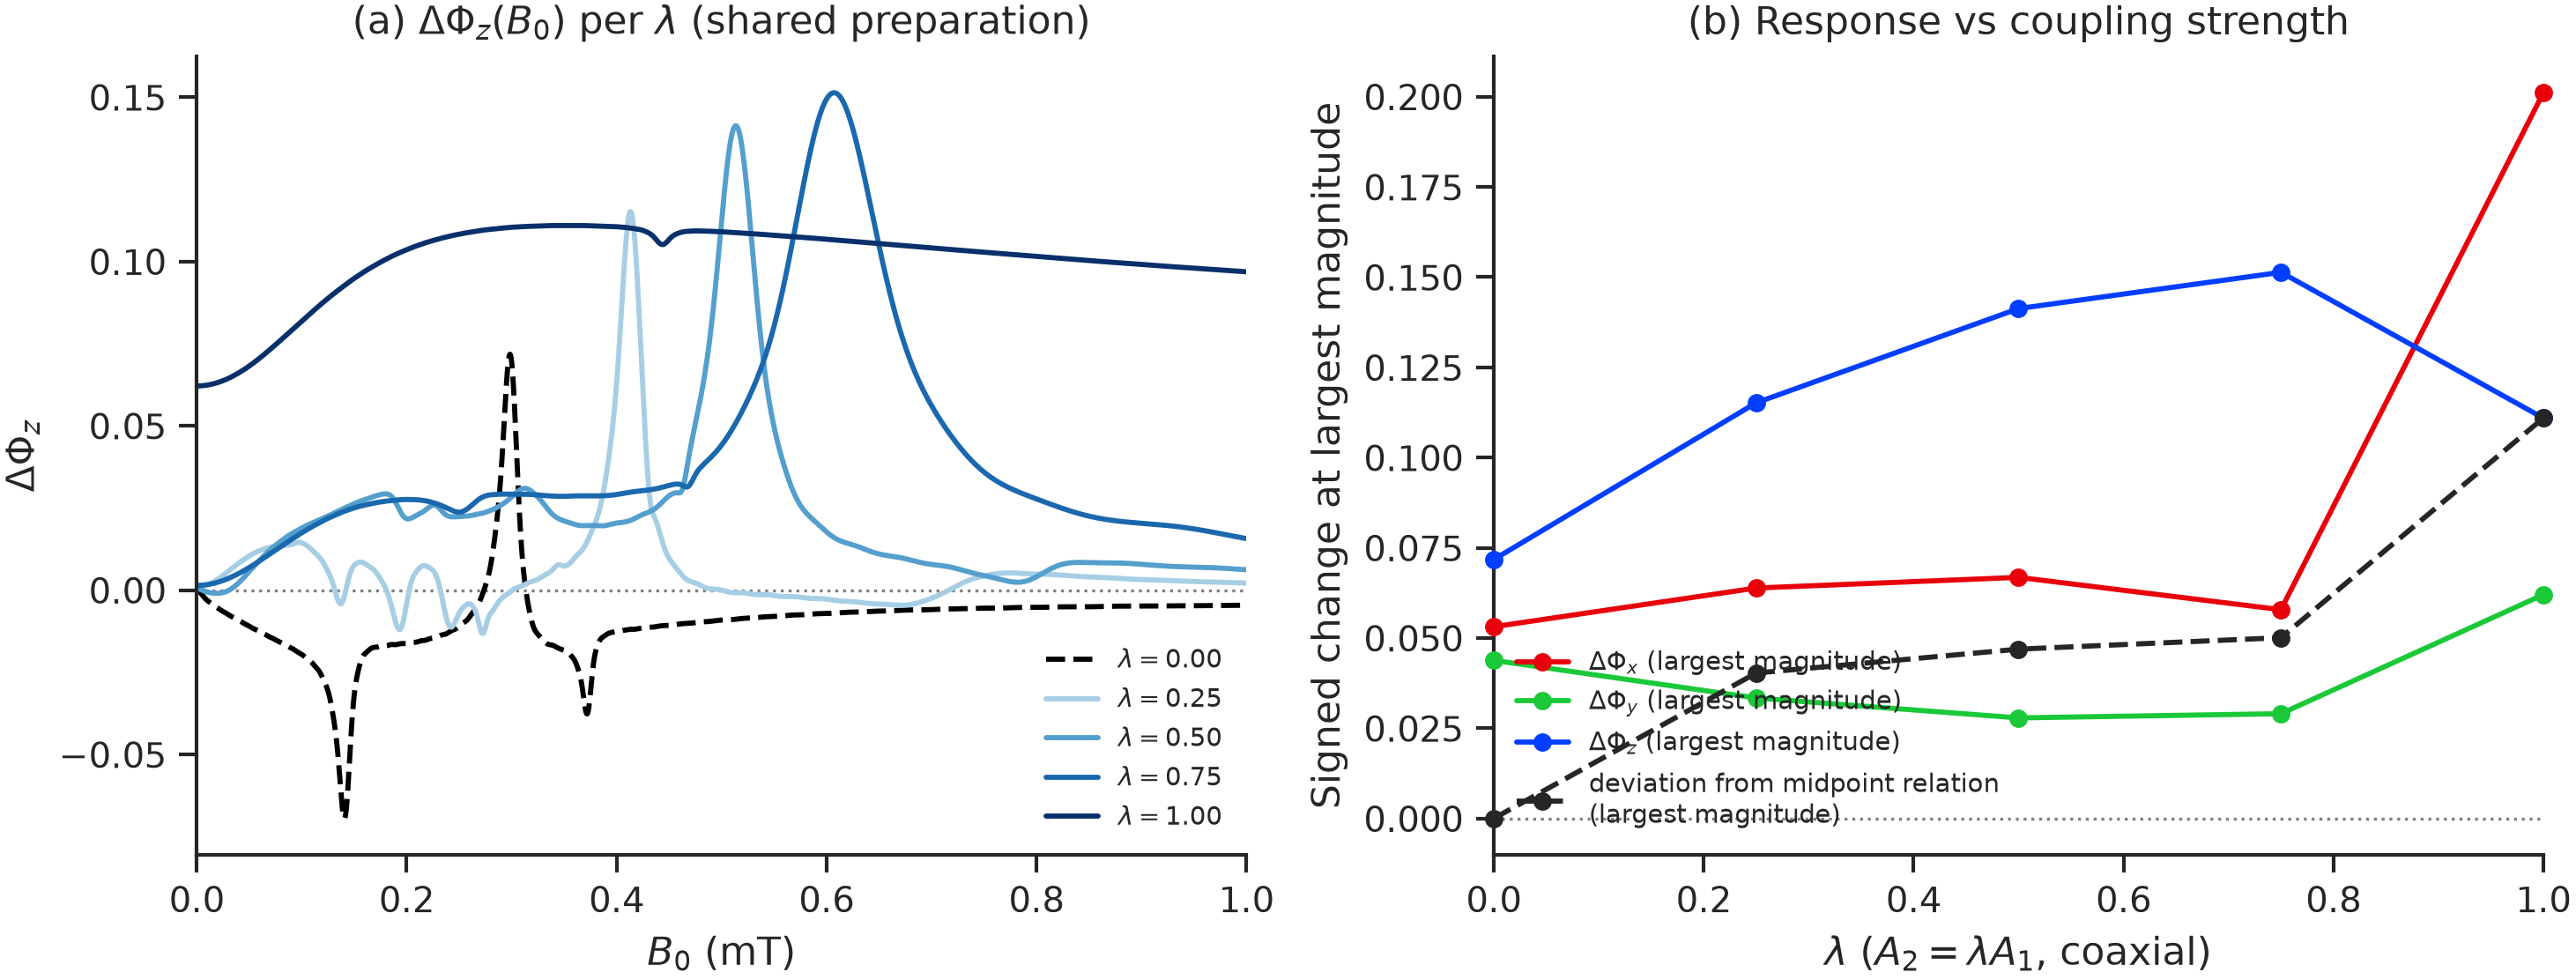 (a) ΔΦz(B0) per λ (shared preparation)
0.15
0.10
0.05
0.00
−0.05
ΔΦz
0.0 0.2 0.4 0.6 0.8 1.0
B0 (mT)
λ = 0.00
λ = 0.25
λ = 0.50
λ = 0.75
λ = 1.00
(b) Response vs coupling strength
Signed change at largest magnitude
0.200
0.175
0.150
0.125
0.100
0.075
0.050
0.025
0.000
ΔΦx (largest magnitude)
ΔΦy (largest magnitude)
ΔΦz (largest magnitude)
deviation from midpoint relation
(largest magnitude)
0.0 0.2 0.4 0.6 0.8 1.0
λ (A2 = λA1, coaxial)